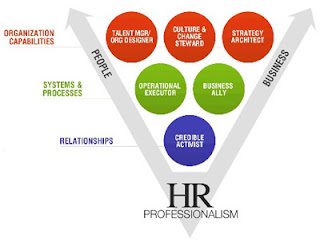 ORGANIZATION
CAPABILITIES
TALENT MGR/
ORG DESIGNER
CULTURE &
CHANGE
STEWARD
STRATEGY
ARCHITECT
PEOPLE
BUSINESS
SYSTEMS &
PROCESSES
OPERATIONAL
EXECUTOR
BUSINESS
ALLY
RELATIONSHIPS
CREDIBLE
ACTIVIST
HR
PROFESSIONALISM